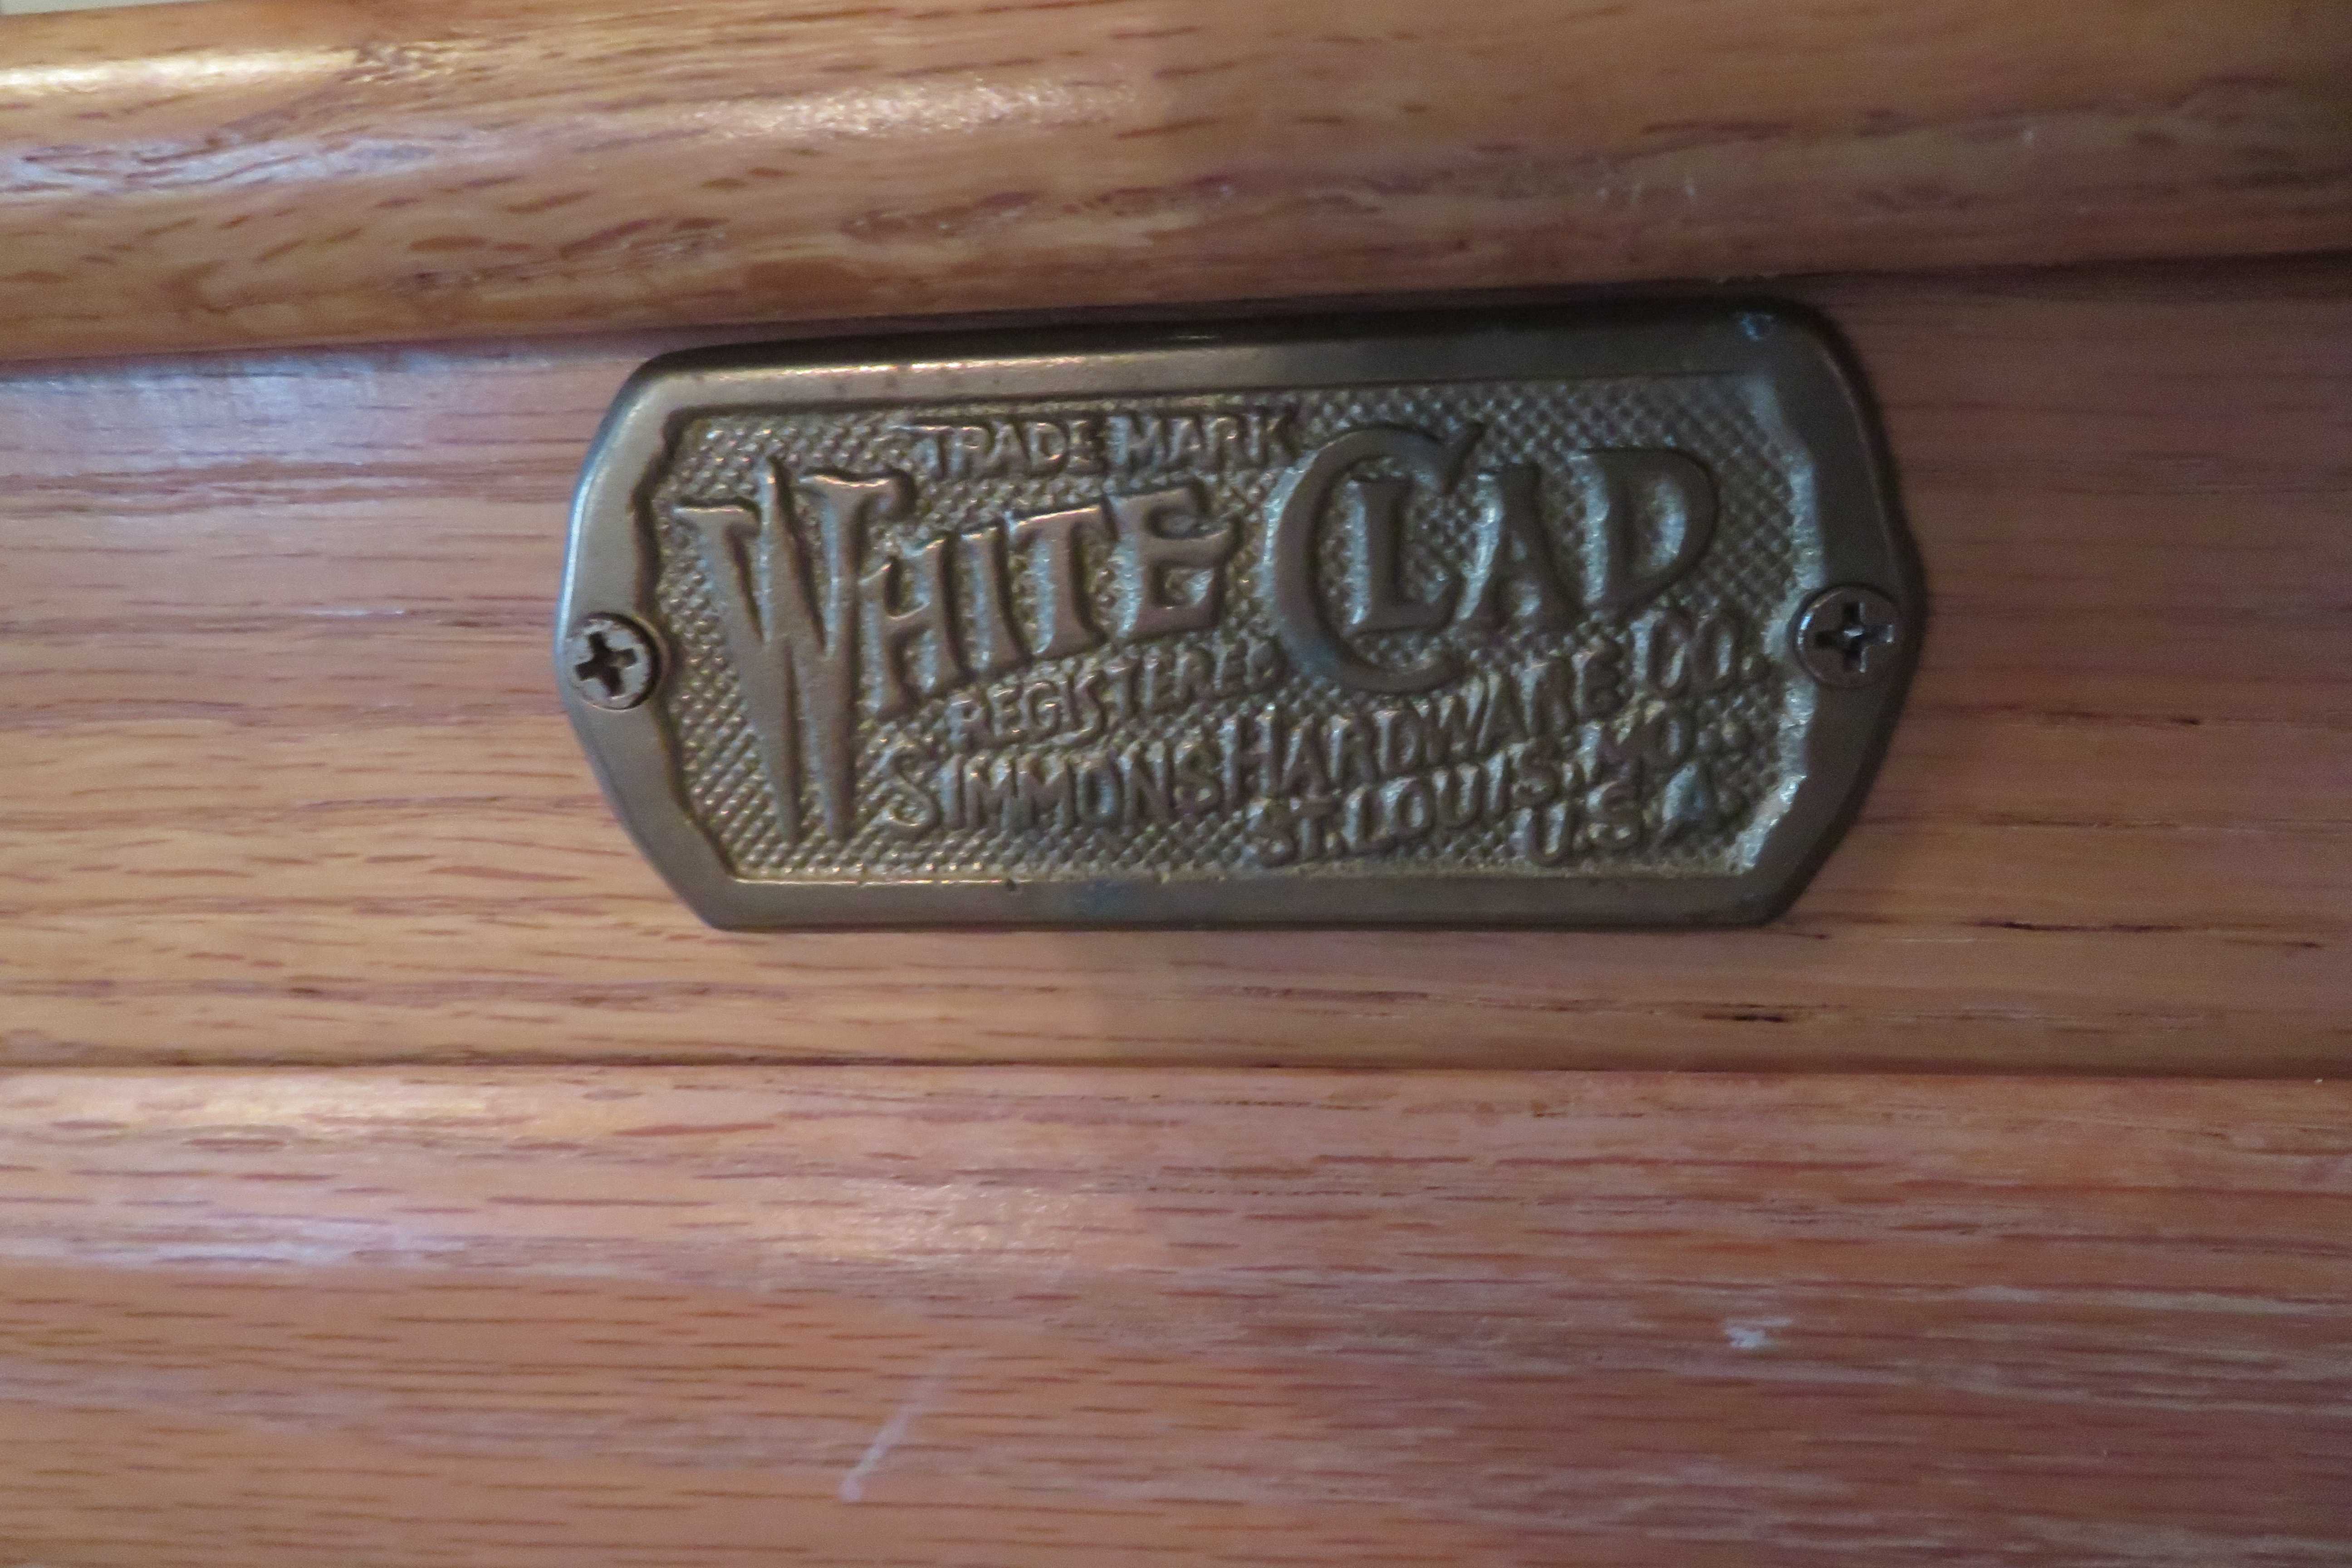 TRADE MARK
WHITE CLAD
REGISTERED
SIMMONS HARDWARE CO.
ST. LOUIS, MO.
U.S.A.